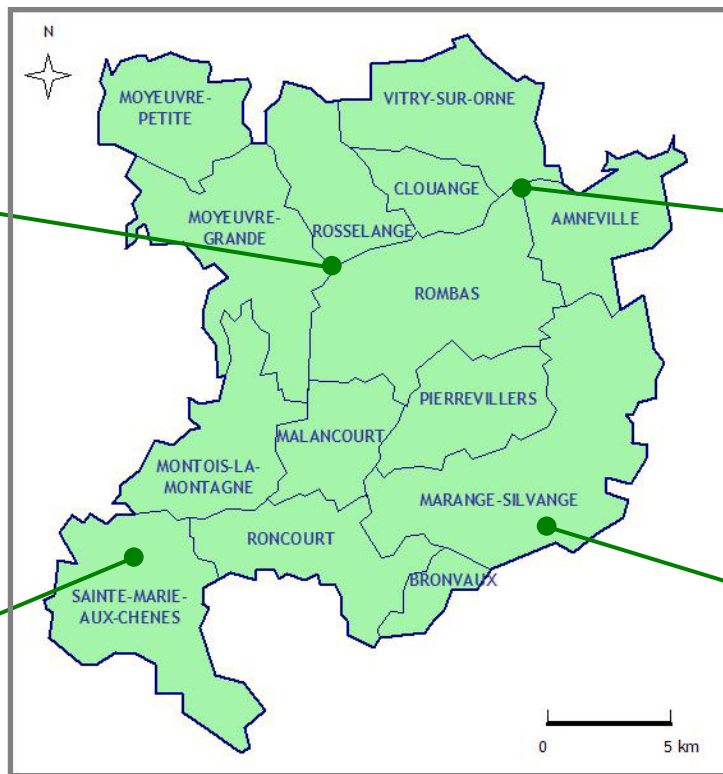 N
MOYEUVRE-
PETITE
VITRY-SUR-ORNE
CLOUANGE
MOYEUVRE-
GRANDE
ROSSELANGE
AMNEVILLE
ROMBAS
PIERREVILLERS
MALANCOURT
MONTOIS-LA-
MONTAGNE
MARANGE-SILVANGE
RONCOURT
BRONVAUX
SAINTE-MARIE-
AUX-CHENES
0 5 km